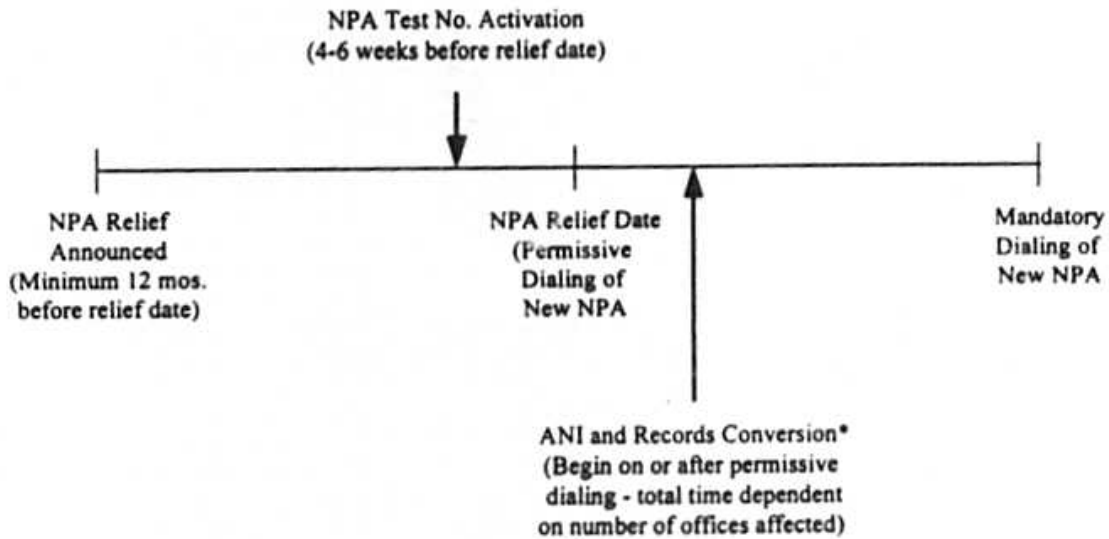 NPA Test No. Activation
(4-6 weeks before relief date)
NPA Relief
Announced
(Minimum 12 mos.
before relief date)
NPA Relief Date
(Permissive
Dialing of
New NPA
Mandatory
Dialing of
New NPA
ANI and Records Conversion*
(Begin on or after permissive
dialing - total time dependent
on number of offices affected)